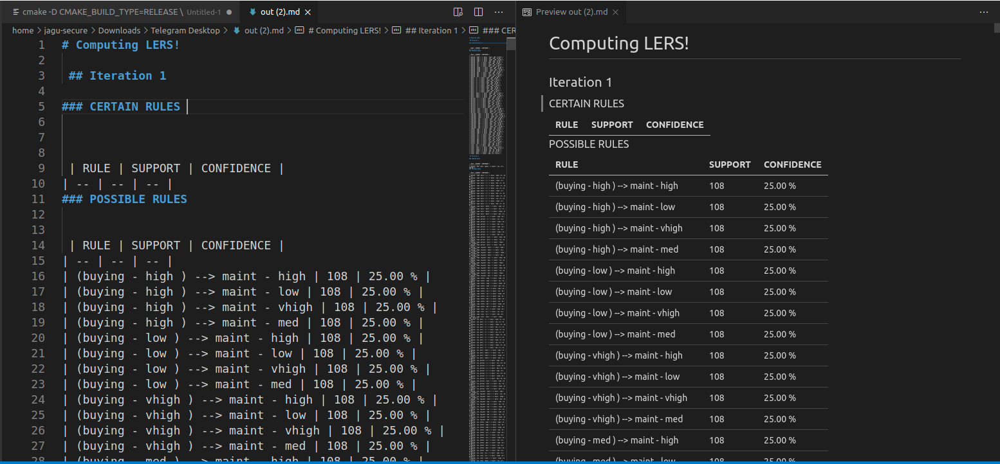 cmake -D CMAKE_BUILD_TYPE=RELEASE \ Untitled-1
out (2).md
Preview out (2).md
home > jagu-secure > Downloads > Telegram Desktop > out (2).md > # Computing LERS! > ## Iteration 1 > ### CER
1 # Computing LERS!
2
3 ## Iteration 1
4
5 ### CERTAIN RULES
6
7
8
9 | RULE | SUPPORT | CONFIDENCE |
10 | -- | -- | -- |
11 ### POSSIBLE RULES
12
13
14 | RULE | SUPPORT | CONFIDENCE |
15 | -- | -- | -- |
16 | (buying - high ) --> maint - high | 108 | 25.00 % |
17 | (buying - high ) --> maint - low | 108 | 25.00 % |
18 | (buying - high ) --> maint - vhigh | 108 | 25.00 % |
19 | (buying - high ) --> maint - med | 108 | 25.00 % |
20 | (buying - low ) --> maint - high | 108 | 25.00 % |
21 | (buying - low ) --> maint - low | 108 | 25.00 % |
22 | (buying - low ) --> maint - vhigh | 108 | 25.00 % |
23 | (buying - low ) --> maint - med | 108 | 25.00 % |
24 | (buying - vhigh ) --> maint - high | 108 | 25.00 % |
25 | (buying - vhigh ) --> maint - low | 108 | 25.00 % |
26 | (buying - vhigh ) --> maint - vhigh | 108 | 25.00 % |
27 | (buying - vhigh ) --> maint - med | 108 | 25.00 % |
28 | (buying - med ) --> maint - high | 108 | 25.00 % |
Computing LERS!
Iteration 1
CERTAIN RULES
RULE SUPPORT CONFIDENCE
POSSIBLE RULES
RULE SUPPORT CONFIDENCE
(buying - high ) --> maint - high 108 25.00 %
(buying - high ) --> maint - low 108 25.00 %
(buying - high ) --> maint - vhigh 108 25.00 %
(buying - high ) --> maint - med 108 25.00 %
(buying - low ) --> maint - high 108 25.00 %
(buying - low ) --> maint - low 108 25.00 %
(buying - low ) --> maint - vhigh 108 25.00 %
(buying - low ) --> maint - med 108 25.00 %
(buying - vhigh ) --> maint - high 108 25.00 %
(buying - vhigh ) --> maint - low 108 25.00 %
(buying - vhigh ) --> maint - vhigh 108 25.00 %
(buying - vhigh ) --> maint - med 108 25.00 %
(buying - med ) --> maint - high 108 25.00 %
(buying - med ) --> maint - low 108 25.00 %